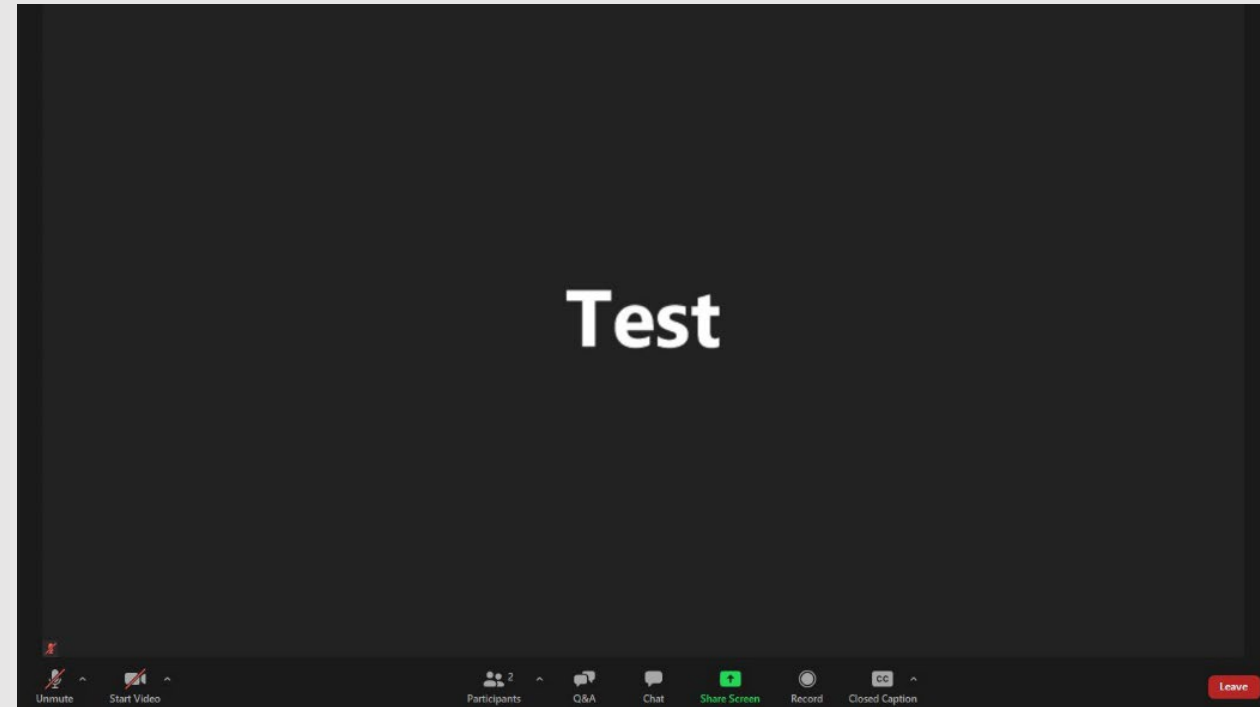 Test
Unmute
Start Video
2
Participants
Q&A
Chat
Share Screen
Record
CC
Closed Caption
Leave